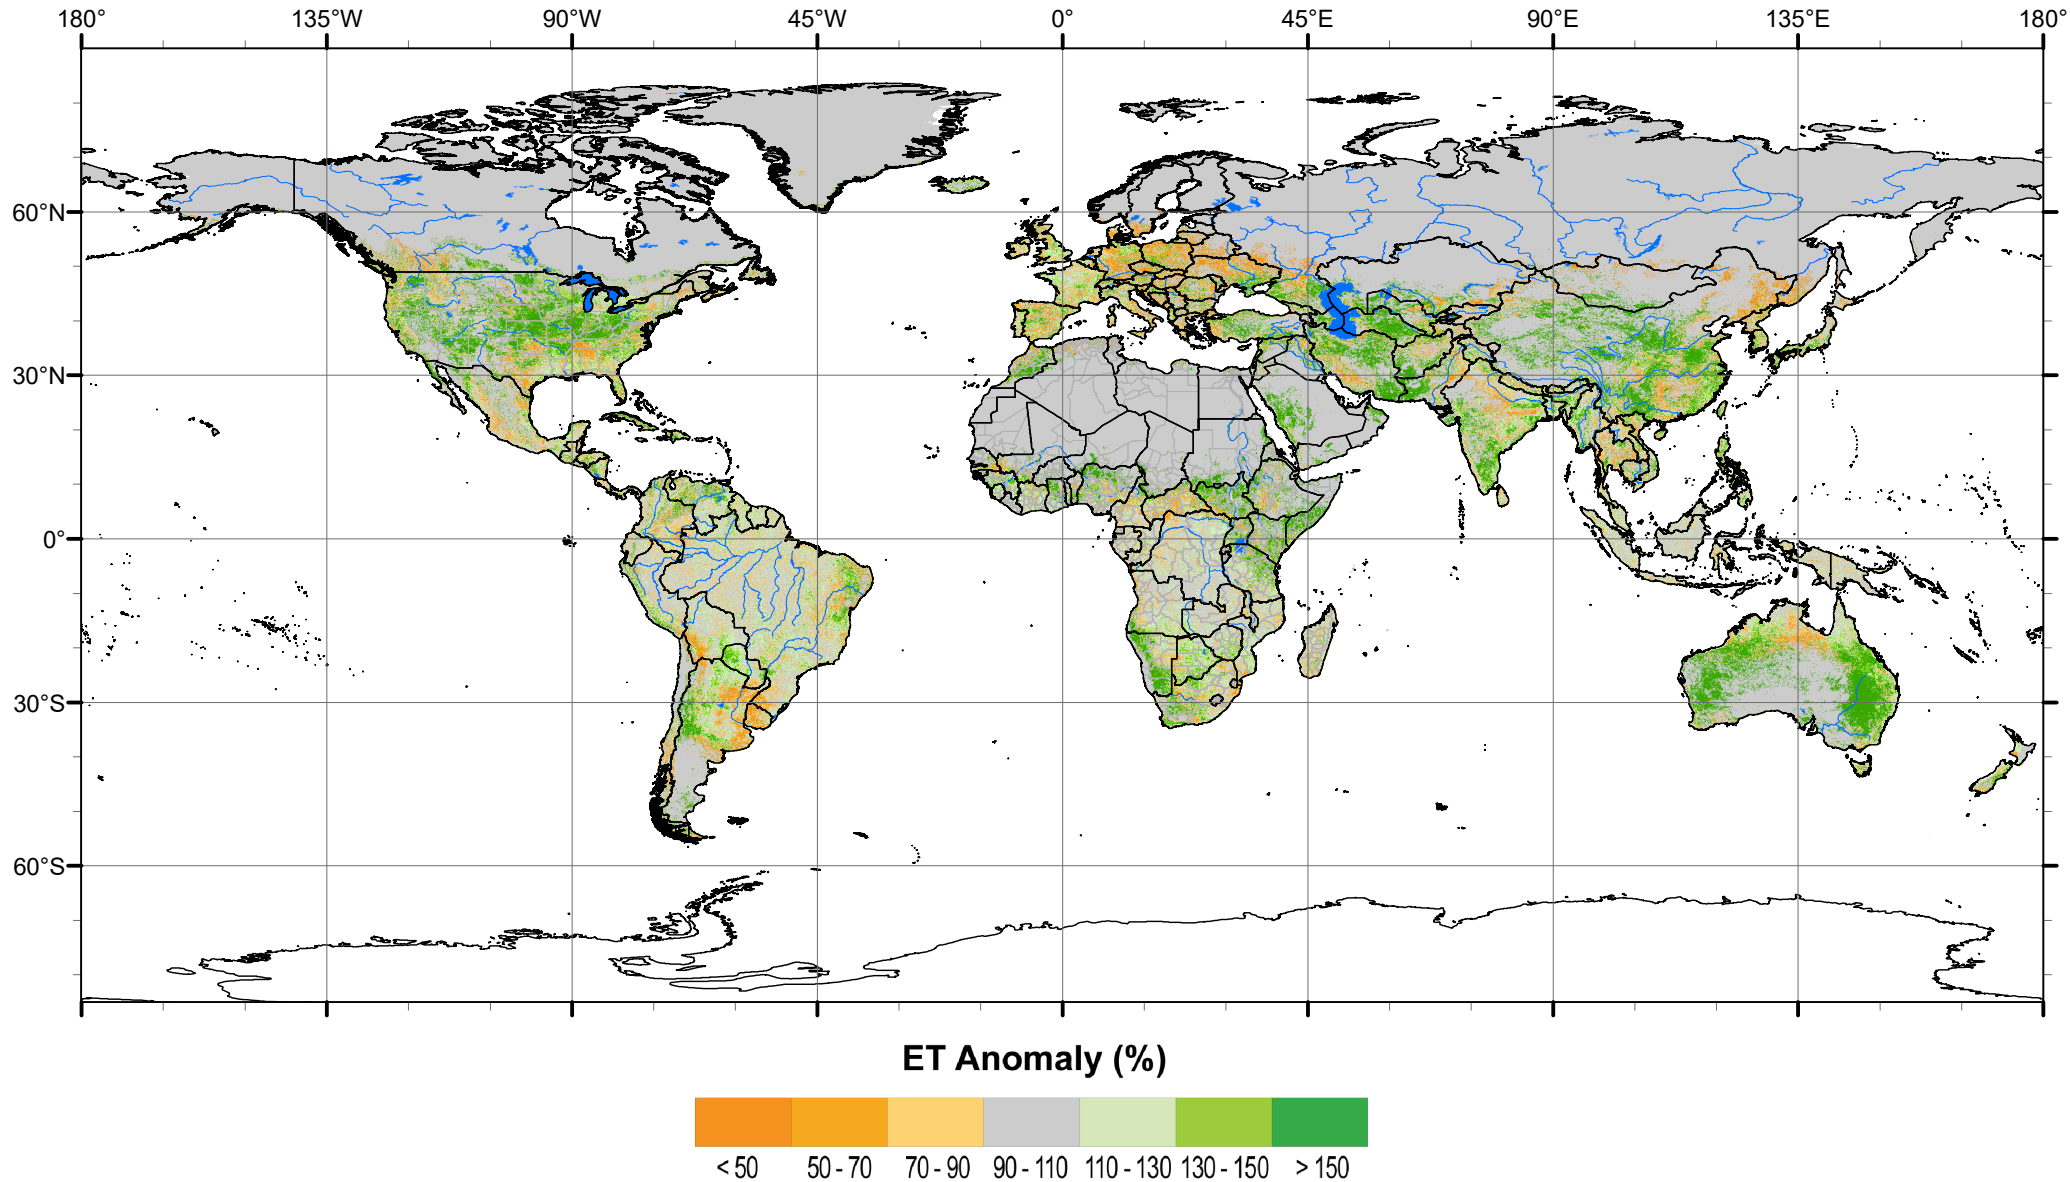 180° 135°W 90°W 45°W 0° 45°E 90°E 135°E 180°
60°N
30°N
0°
30°S
60°S
ET Anomaly (%)
< 50 50 - 70 70 - 90 90 - 110 110 - 130 130 - 150 > 150